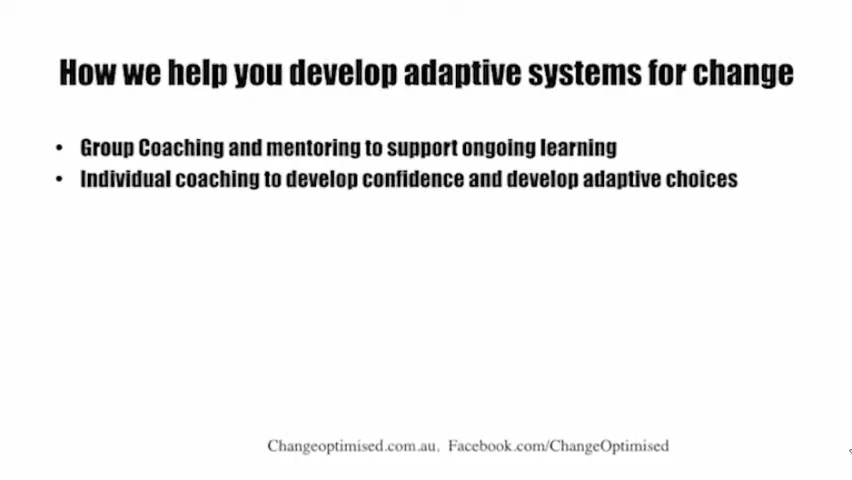 How we help you develop adaptive systems for change
• Group Coaching and mentoring to support ongoing learning
• Individual coaching to develop confidence and develop adaptive choices
Changeoptimised.com.au. Facebook.com/ChangeOptimised